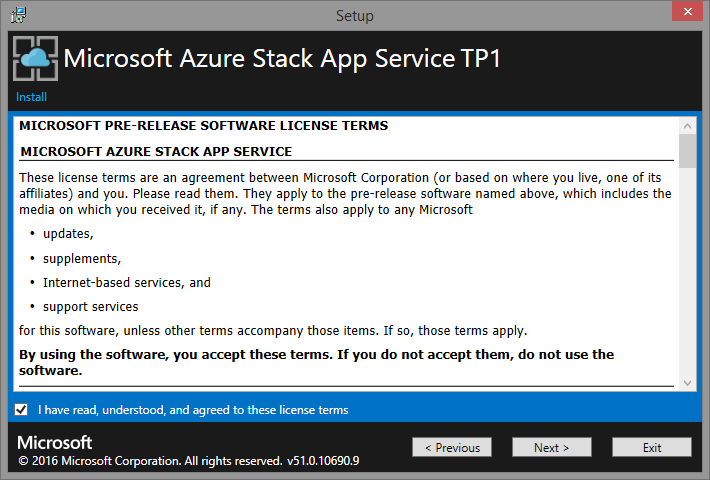 Setup
Microsoft Azure Stack App Service TP1
Install
MICROSOFT PRE-RELEASE SOFTWARE LICENSE TERMS
MICROSOFT AZURE STACK APP SERVICE
These license terms are an agreement between Microsoft Corporation (or based on where you live, one of its
affiliates) and you. Please read them. They apply to the pre-release software named above, which includes the
media on which you received it, if any. The terms also apply to any Microsoft
• updates,
• supplements,
• Internet-based services, and
• support services
for this software, unless other terms accompany those items. If so, those terms apply.
By using the software, you accept these terms. If you do not accept them, do not use the
software.
I have read, understood, and agreed to these license terms
Microsoft
© 2016 Microsoft Corporation. All rights reserved. v51.0.10690.9
< Previous
Next >
Exit